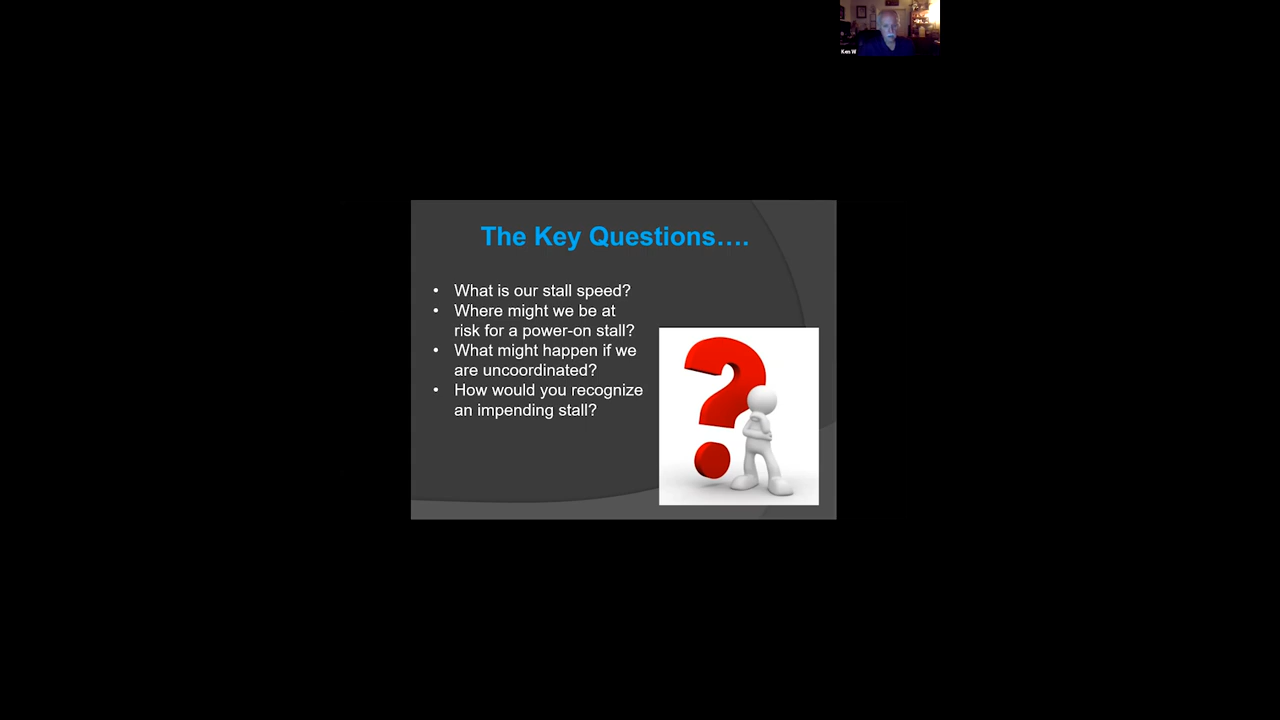 Ken W
The Key Questions….
• What is our stall speed?
• Where might we be at
risk for a power-on stall?
• What might happen if we
are uncoordinated?
• How would you recognize
an impending stall?